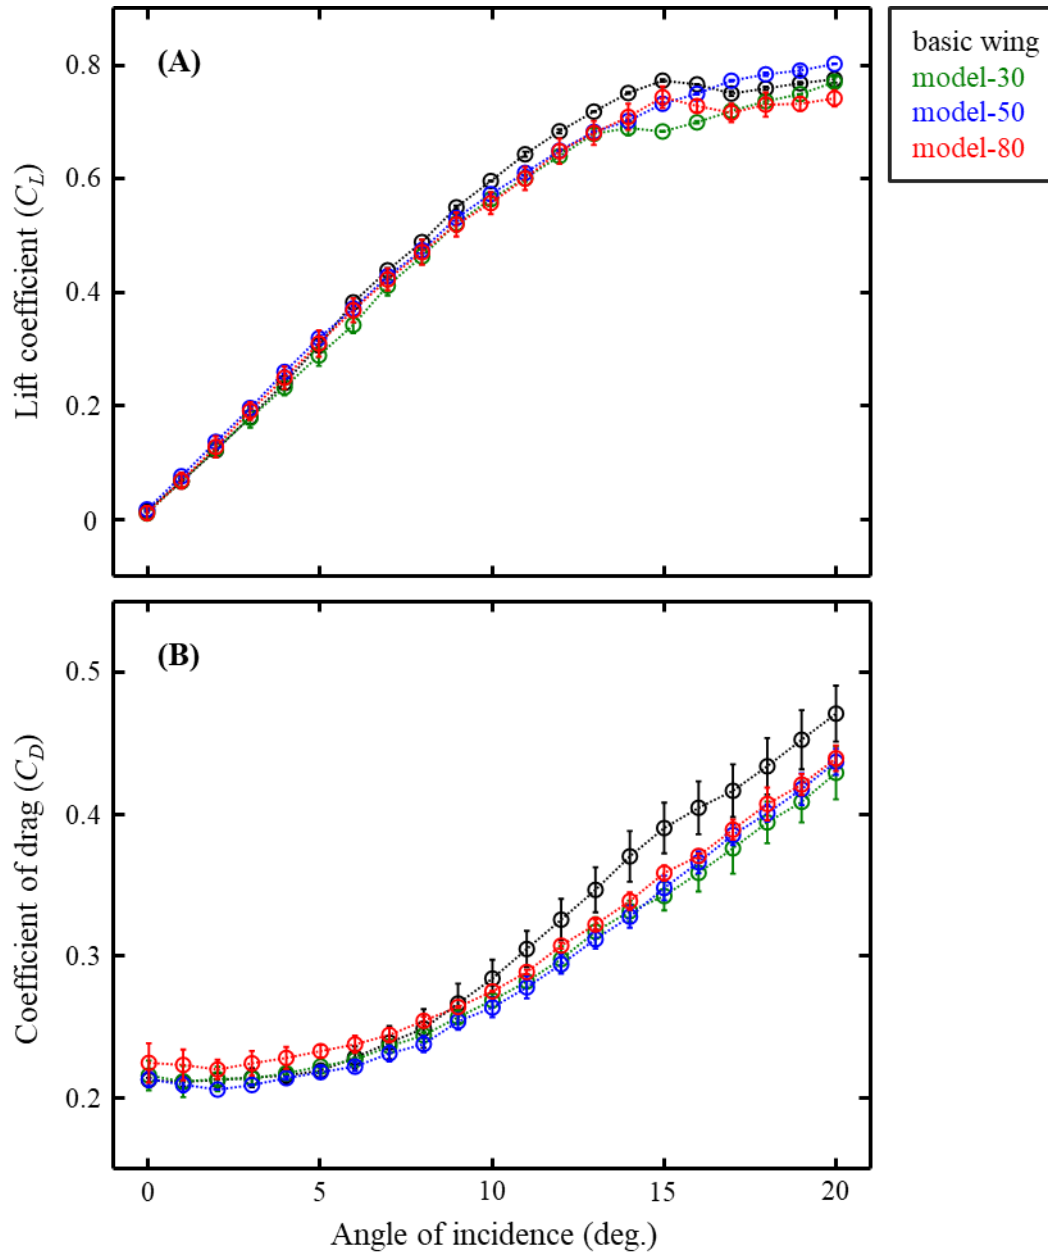 (A)
basic wing
model-30
model-50
model-80
Lift coefficient (C_L)
0.8
0.6
0.4
0.2
0
(B)
Coefficient of drag (C_D)
0.5
0.4
0.3
0.2
0 5 10 15 20
Angle of incidence (deg.)